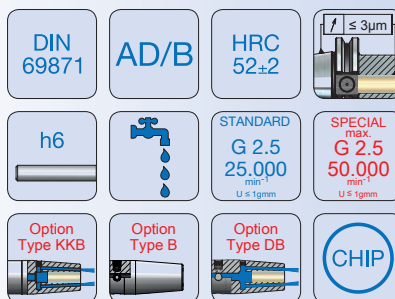 DIN
69871
AD/B
HRC
52±2
↗ ≤ 3µm
h6
STANDARD
G 2.5
25.000
min⁻¹
U ≤ 1gmm
SPECIAL
max.
G 2.5
50.000
min⁻¹
U ≤ 1gmm
Option
Type KKB
Option
Type B
Option
Type DB
CHIP